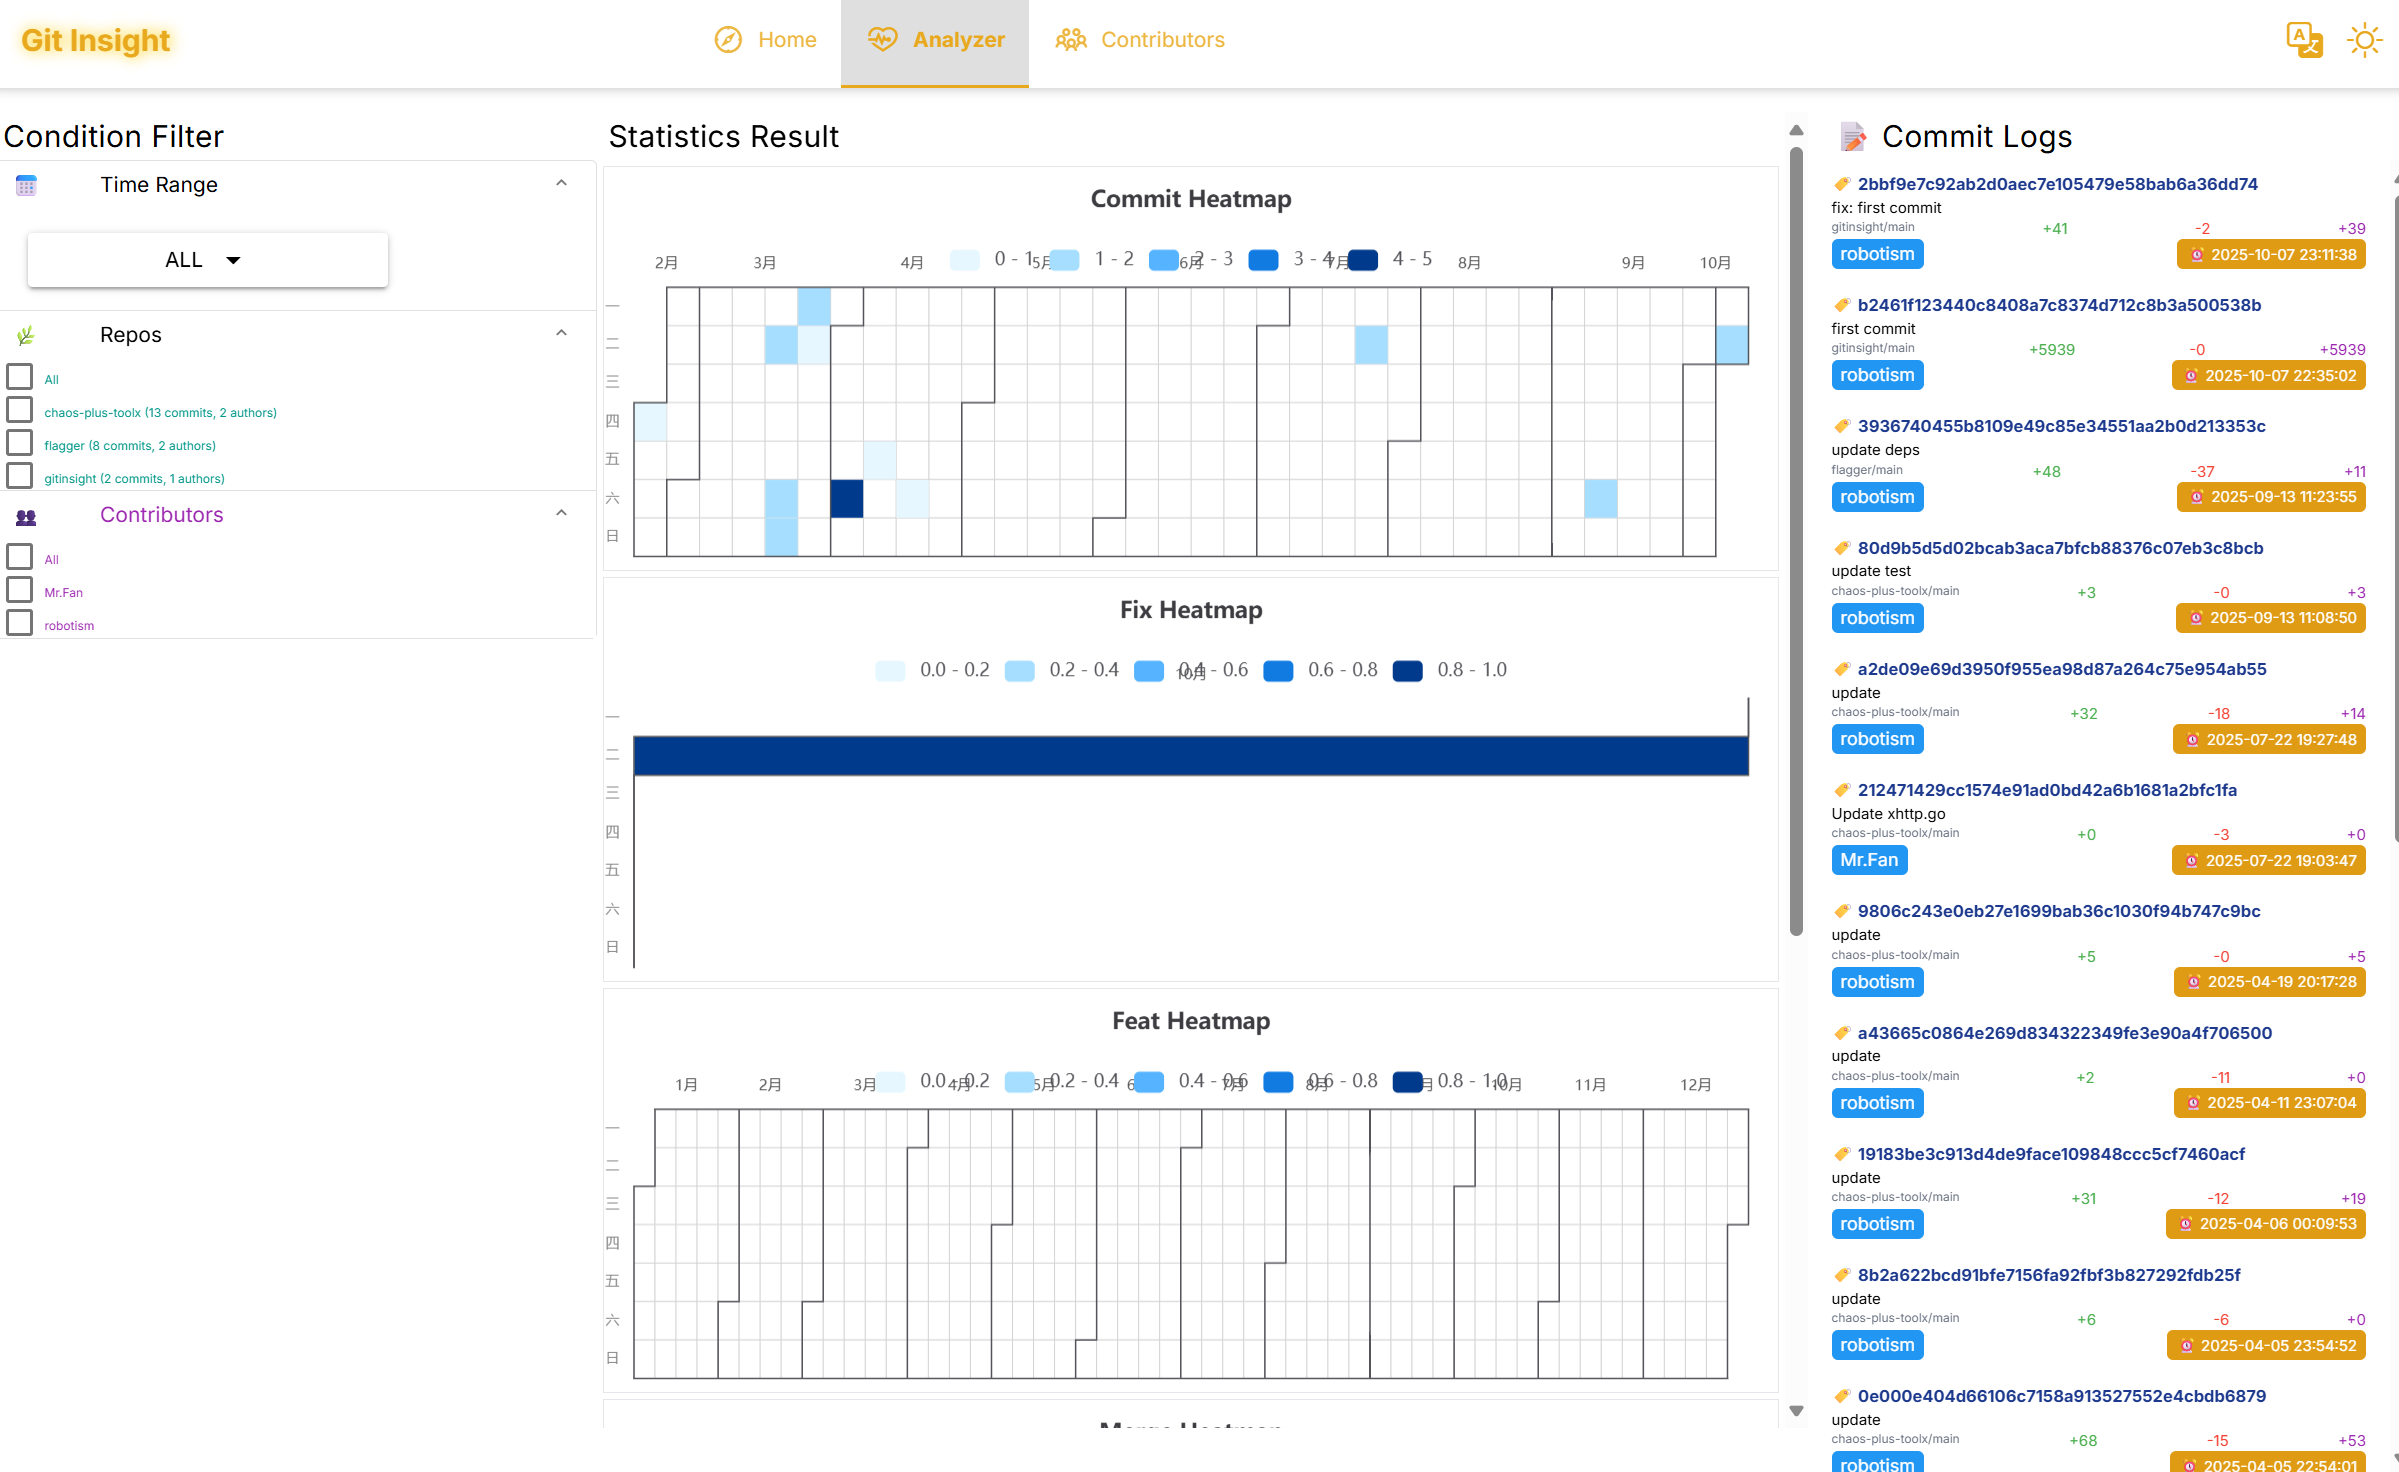 Git Insight
Home
Analyzer
Contributors
Condition Filter
Time Range
ALL
Repos
All
chaos-plus-toolx (13 commits, 2 authors)
flagger (8 commits, 2 authors)
gitinsight (2 commits, 1 authors)
Contributors
All
Mr.Fan
robotism
Statistics Result
Commit Heatmap
0 - 1 1 - 2 2 - 3 3 - 4 4 - 5
2月 3月 4月 5月 6月 7月 8月 9月 10月
一
二
三
四
五
六
日
Fix Heatmap
0.0 - 0.2 0.2 - 0.4 0.4 - 0.6 0.6 - 0.8 0.8 - 1.0
10月
一
二
三
四
五
六
日
Feat Heatmap
0.0 - 0.2 0.2 - 0.4 0.4 - 0.6 0.6 - 0.8 0.8 - 1.0
1月 2月 3月 4月 5月 7月 8月 10月 11月 12月
一
二
三
四
五
六
日
Merge Heatmap
Commit Logs
2bbf9e7c92ab2d0aec7e105479e58bab6a36dd74
fix: first commit
gitinsight/main +41 -2 +39
robotism 2025-10-07 23:11:38
b2461f123440c8408a7c8374d712c8b3a500538b
first commit
gitinsight/main +5939 -0 +5939
robotism 2025-10-07 22:35:02
3936740455b8109e49c85e34551aa2b0d213353c
update deps
flagger/main +48 -37 +11
robotism 2025-09-13 11:23:55
80d9b5d5d02bcab3aca7bfcb88376c07eb3c8bcb
update test
chaos-plus-toolx/main +3 -0 +3
robotism 2025-09-13 11:08:50
a2de09e69d3950f955ea98d87a264c75e954ab55
update
chaos-plus-toolx/main +32 -18 +14
robotism 2025-07-22 19:27:48
212471429cc1574e91ad0bd42a6b1681a2bfc1fa
Update xhttp.go
chaos-plus-toolx/main +0 -3 +0
Mr.Fan 2025-07-22 19:03:47
9806c243e0eb27e1699bab36c1030f94b747c9bc
update
chaos-plus-toolx/main +5 -0 +5
robotism 2025-04-19 20:17:28
a43665c0864e269d834322349fe3e90a4f706500
update
chaos-plus-toolx/main +2 -11 +0
robotism 2025-04-11 23:07:04
19183be3c913d4de9face109848ccc5cf7460acf
update
chaos-plus-toolx/main +31 -12 +19
robotism 2025-04-06 00:09:53
8b2a622bcd91bfe7156fa92fbf3b827292fdb25f
update
chaos-plus-toolx/main +6 -6 +0
robotism 2025-04-05 23:54:52
0e000e404d66106c7158a913527552e4cbdb6879
update
chaos-plus-toolx/main +68 -15 +53
robotism 2025-04-05 22:54:01